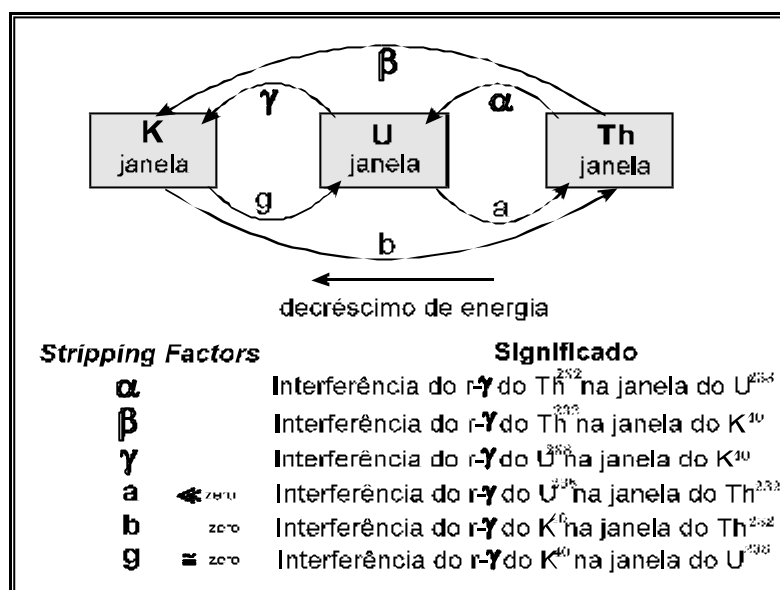 β
γ
α
K
janela
U
janela
Th
janela
g
a
b
decréscimo de energia
Stripping Factors Significado
α Interferência do r-γ do Th²³² na janela do U²³⁸
β Interferência do r-γ do Th²³² na janela do K⁴⁰
γ Interferência do r-γ do U²³⁸ na janela do K⁴⁰
a ≪ zero Interferência do r-γ do U²³⁸ na janela do Th²³²
b zero Interferência do r-γ do K⁴⁰ na janela do Th²³²
g ≅ zero Interferência do r-γ do K⁴⁰ na janela do U²³⁸